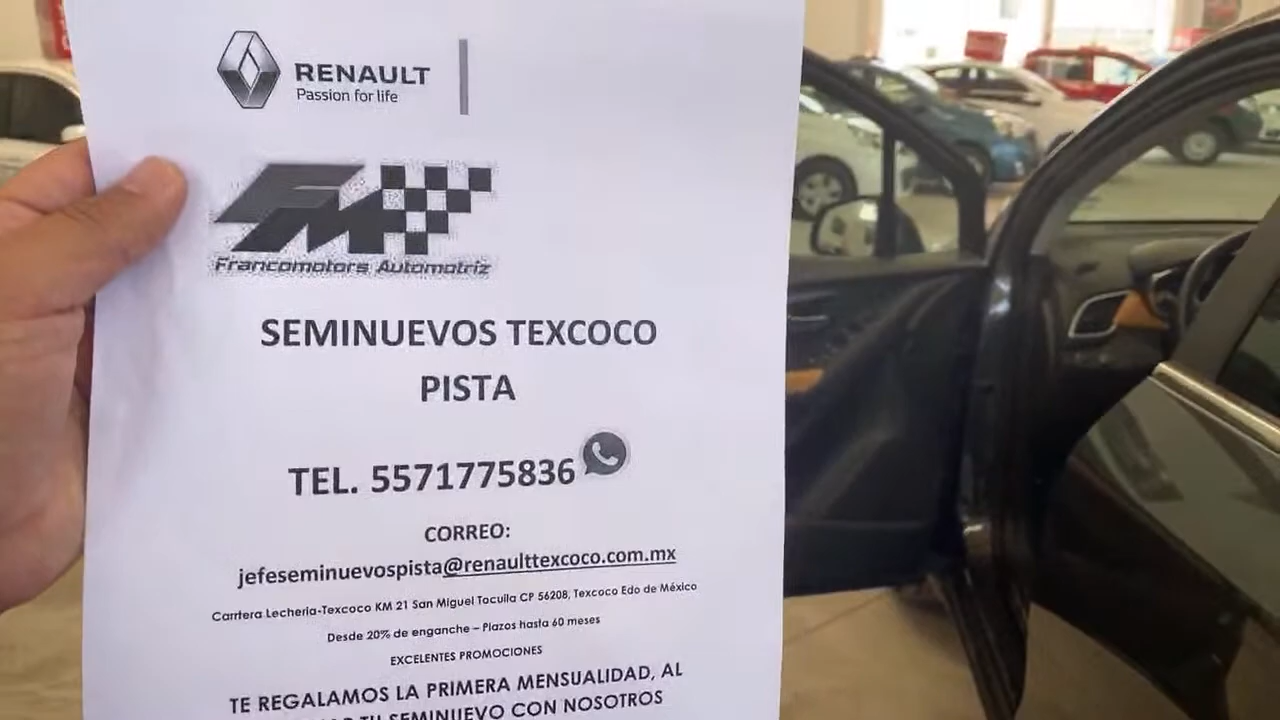 RENAULT
Passion for life
FM
Francomotors Automotriz
SEMINUEVOS TEXCOCO
PISTA
TEL. 5571775836
CORREO:
jefeseminuevospista@renaulttexcoco.com.mx
Carrtera Lecheria-Texcoco KM 21 San Miguel Tocuila CP 56208, Texcoco Edo de México
Desde 20% de enganche – Plazos hasta 60 meses
EXCELENTES PROMOCIONES
TE REGALAMOS LA PRIMERA MENSUALIDAD, AL
TU SEMINUEVO CON NOSOTROS